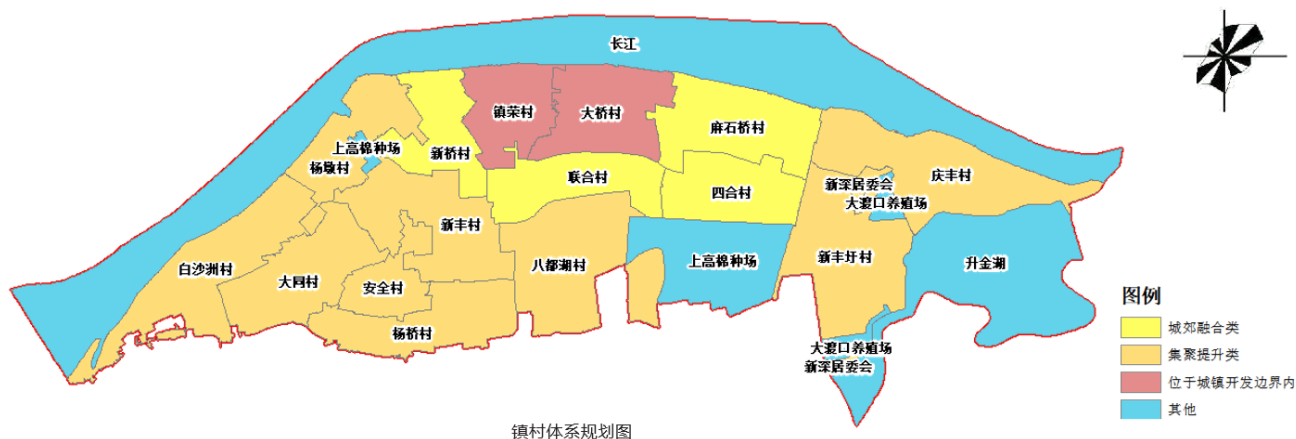 长江
镇荣村
大桥村
麻石桥村
上高棉种场
新桥村
杨墩村
联合村
四合村
新深居委会
庆丰村
大渡口养殖场
新丰村
白沙洲村
大同村
安全村
八都湖村
上高棉种场
新丰圩村
升金湖
杨桥村
大渡口养殖场
新深居委会
图例
城郊融合类
集聚提升类
位于城镇开发边界内
其他
镇村体系规划图